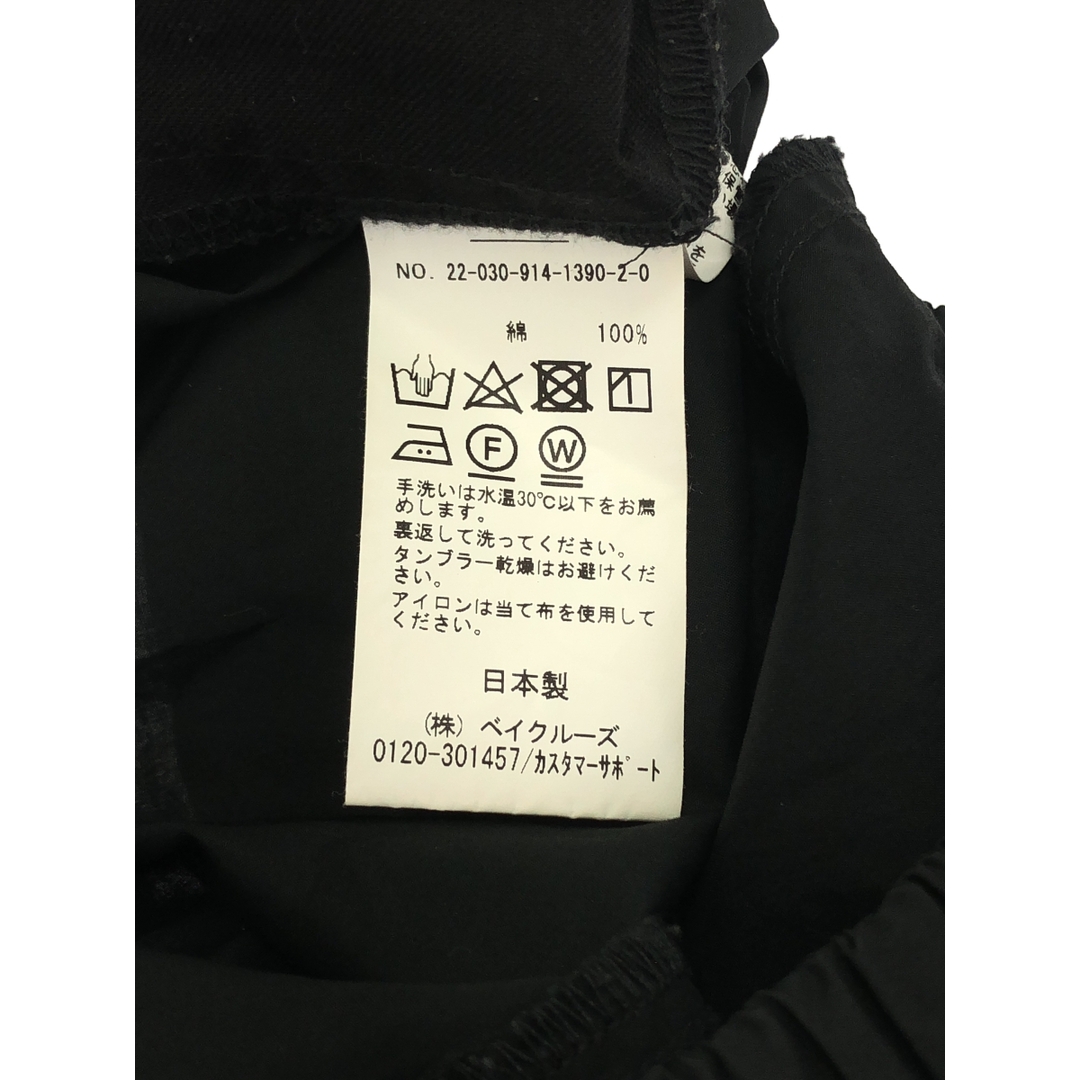 NO. 22-030-914-1390-2-0
綿 100%
F W
手洗いは水温30℃以下をお薦
めします。
裏返して洗ってください。
タンブラー乾燥はお避けくだ
さい。
アイロンは当て布を使用して
ください。
日本製
(株) ベイクルーズ
0120-301457/カスタマーサポート